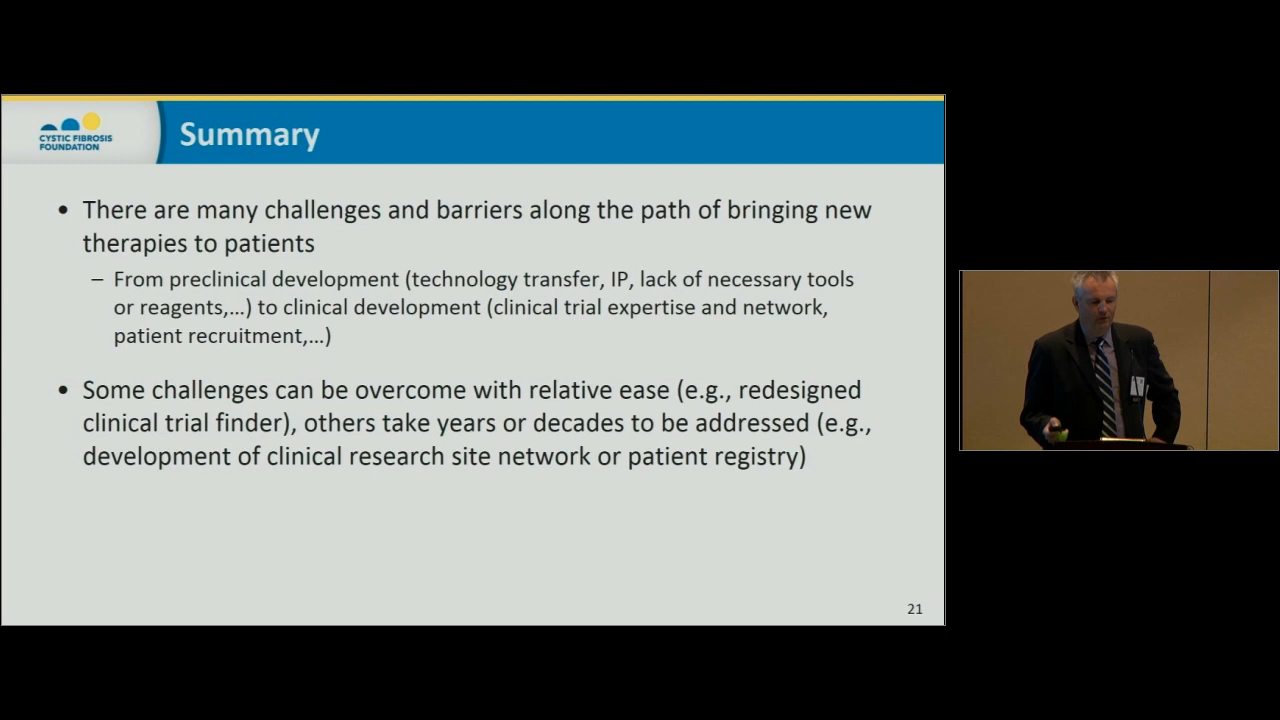 CYSTIC FIBROSIS
FOUNDATION
Summary
• There are many challenges and barriers along the path of bringing new
therapies to patients
– From preclinical development (technology transfer, IP, lack of necessary tools
or reagents,...) to clinical development (clinical trial expertise and network,
patient recruitment,...)
• Some challenges can be overcome with relative ease (e.g., redesigned
clinical trial finder), others take years or decades to be addressed (e.g.,
development of clinical research site network or patient registry)
21